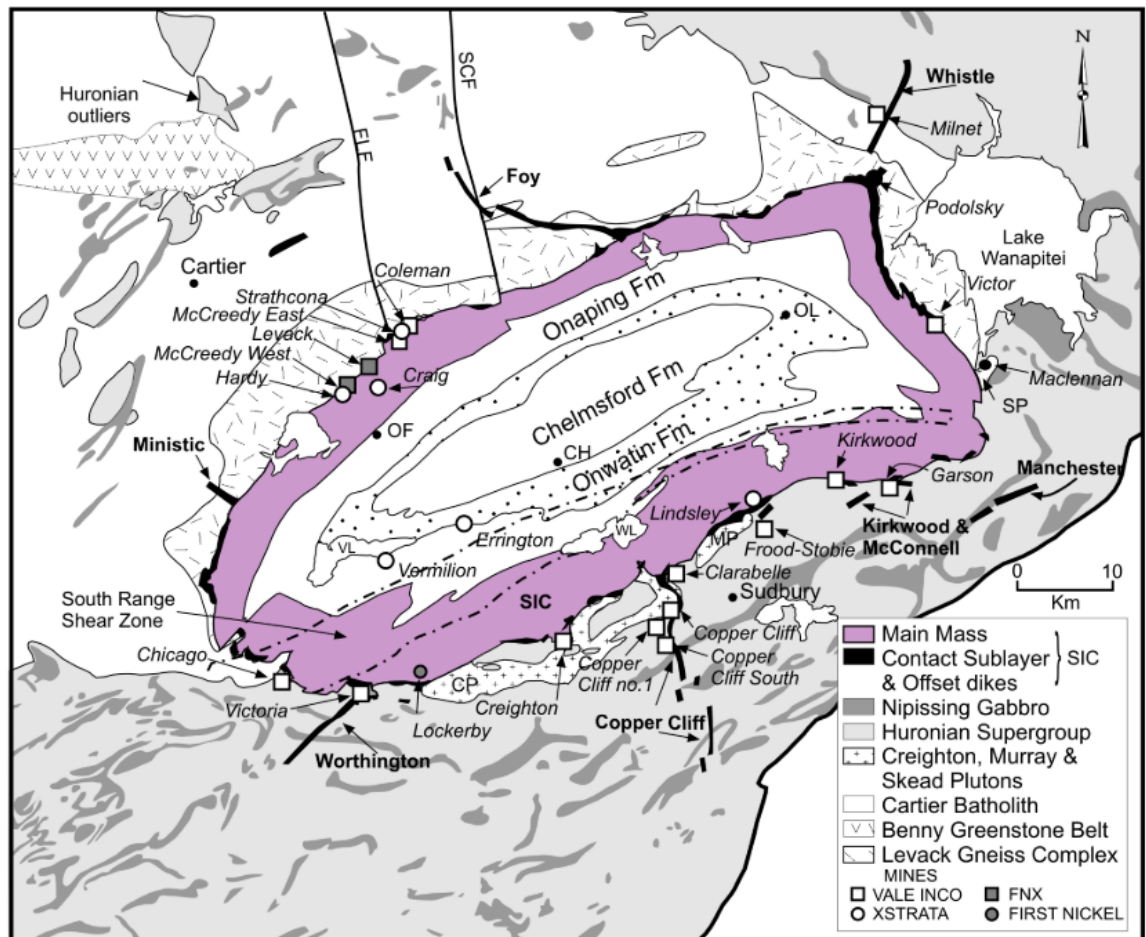 N
Whistle
Milnet
Huronian
outliers
FLF
SCF
Foy
Podolsky
Lake
Wanapitei
Victor
Maclennan
SP
Cartier
Coleman
Strathcona
McCreedy East
Levack
McCreedy West
Hardy
Craig
OF
Ministic
Onaping Fm
OL
Chelmsford Fm
CH
Onwatin Fm
Kirkwood
Garson
Manchester
Kirkwood &
McConnell
Lindsley
Errington
VL
Vermilion
WL
MP
Frood-Stobie
Clarabelle
Sudbury
0 10
Km
South Range
Shear Zone
SIC
Chicago
Victoria
Worthington
Lockerby
CP
Creighton
Copper
Cliff no.1
Copper Cliff
Copper
Cliff South
Copper Cliff
Main Mass
Contact Sublayer
& Offset dikes
SIC
Nipissing Gabbro
Huronian Supergroup
Creighton, Murray &
Skead Plutons
Cartier Batholith
Benny Greenstone Belt
Levack Gneiss Complex
MINES
VALE INCO
FNX
XSTRATA
FIRST NICKEL